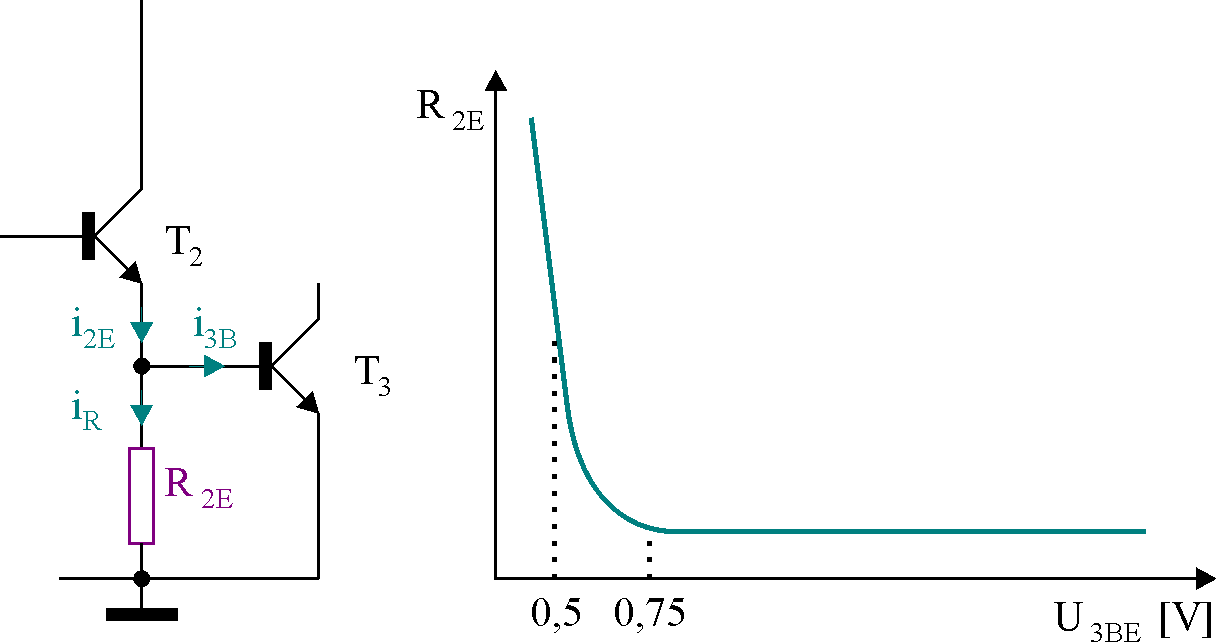 T2
i2E
i3B
T3
iR
R 2E
R 2E
0,5
0,75
U 3BE [V]